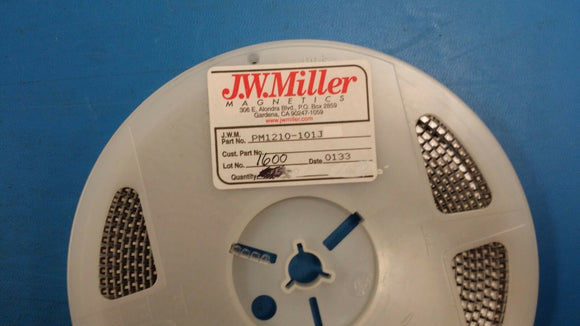 J.W.Miller
MAGNETICS
306 E. Alondra Blvd., P.O. Box 2859
Gardena, CA 90247-1059
www.jwmiller.com
J.W.M.
Part No. PM1210-101J
Cust. Part No.
Lot No. 1600 Date 0133
Quantity